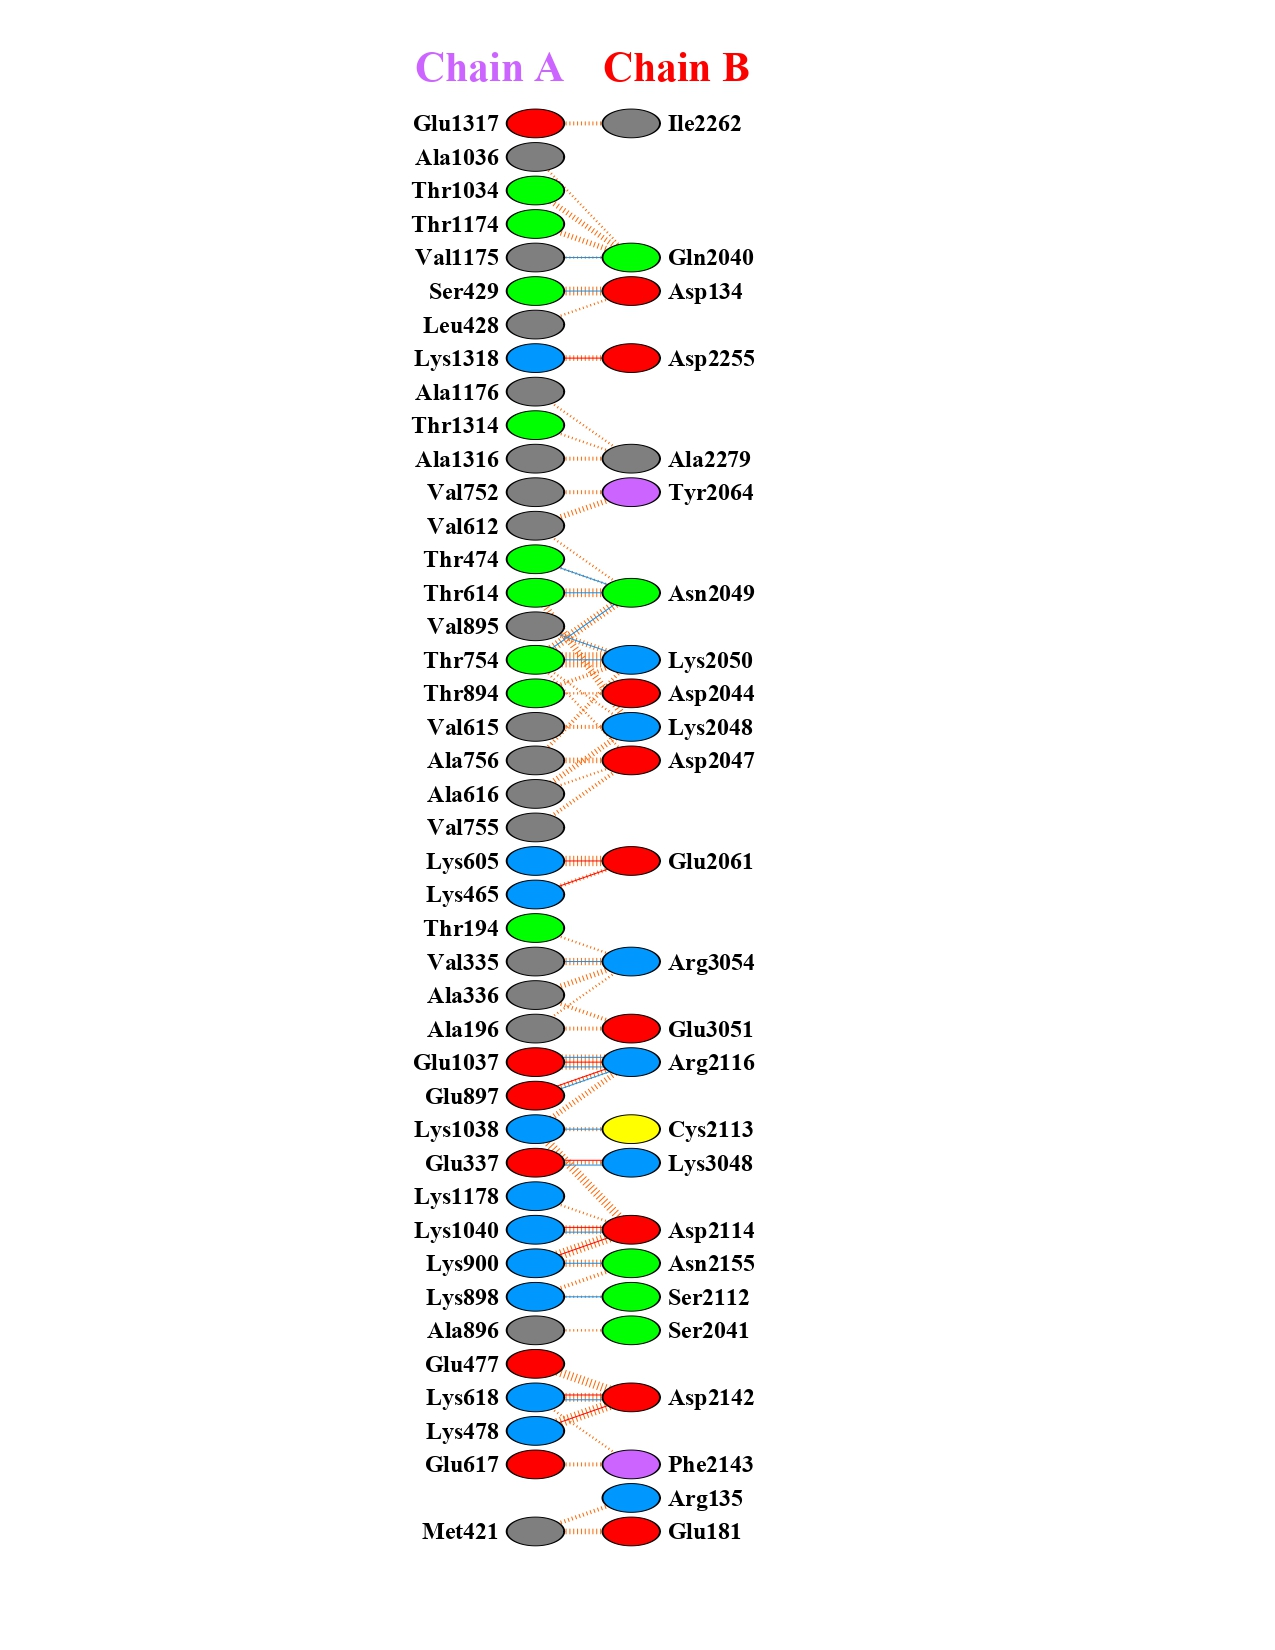 Chain A Chain B
Glu1317 Ile2262
Ala1036
Thr1034
Thr1174
Val1175 Gln2040
Ser429 Asp134
Leu428
Lys1318 Asp2255
Ala1176
Thr1314
Ala1316 Ala2279
Val752 Tyr2064
Val612
Thr474
Thr614 Asn2049
Val895
Thr754 Lys2050
Thr894 Asp2044
Val615 Lys2048
Ala756 Asp2047
Ala616
Val755
Lys605 Glu2061
Lys465
Thr194
Val335 Arg3054
Ala336
Ala196 Glu3051
Glu1037 Arg2116
Glu897
Lys1038 Cys2113
Glu337 Lys3048
Lys1178
Lys1040 Asp2114
Lys900 Asn2155
Lys898 Ser2112
Ala896 Ser2041
Glu477
Lys618 Asp2142
Lys478
Glu617 Phe2143
Arg135
Met421 Glu181